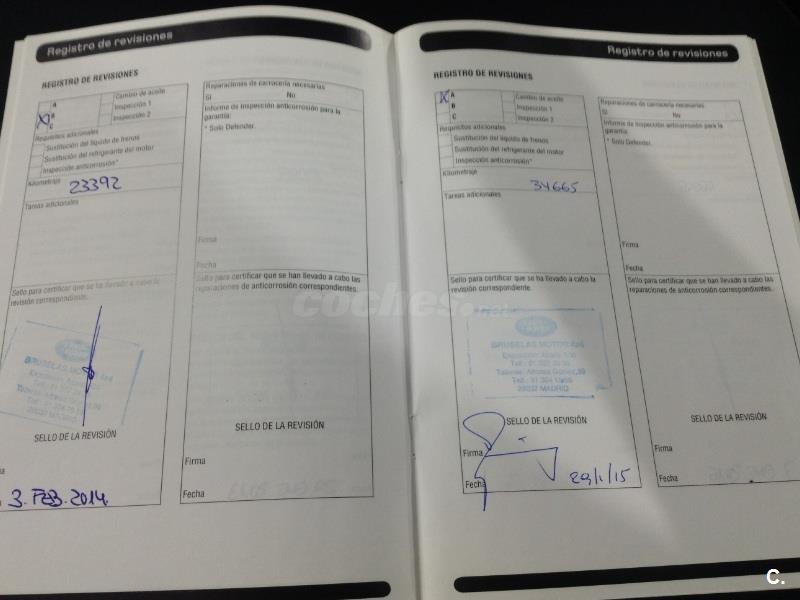 Registro de revisiones
REGISTRO DE REVISIONES
A
B
X
C
Cambio de aceite
Inspección 1
Inspección 2
Requisitos adicionales
Sustitución del líquido de frenos
Sustitución del refrigerante del motor
Inspección anticorrosión*
Kilometraje
23392
Tareas adicionales
Sello para certificar que se ha llevado a cabo la
revisión correspondiente.
BRUSELAS
28037 MADRID
SELLO DE LA REVISIÓN
3. FEB. 2014
Reparaciones de carrocería necesarias
Sí No
Informe de inspección anticorrosión para la
garantía:
* Solo Defender.
Firma
Fecha
Sello para certificar que se han llevado a cabo las
reparaciones de anticorrosión correspondientes.
SELLO DE LA REVISIÓN
Firma
Fecha
Registro de revisiones
REGISTRO DE REVISIONES
X A
B
C
Cambio de aceite
Inspección 1
Inspección 2
Requisitos adicionales
Sustitución del líquido de frenos
Sustitución del refrigerante del motor
Inspección anticorrosión*
Kilometraje
34665
Tareas adicionales
Sello para certificar que se ha llevado a cabo la
revisión correspondiente.
BRUSELAS MOTOR
28037 MADRID
SELLO DE LA REVISIÓN
Firma
Fecha
29/1/15
Reparaciones de carrocería necesarias
Sí No
Informe de inspección anticorrosión para la
garantía:
* Solo Defender.
Firma
Fecha
Sello para certificar que se han llevado a cabo las
reparaciones de anticorrosión correspondientes.
SELLO DE LA REVISIÓN
Firma
Fecha
coches.net
C.